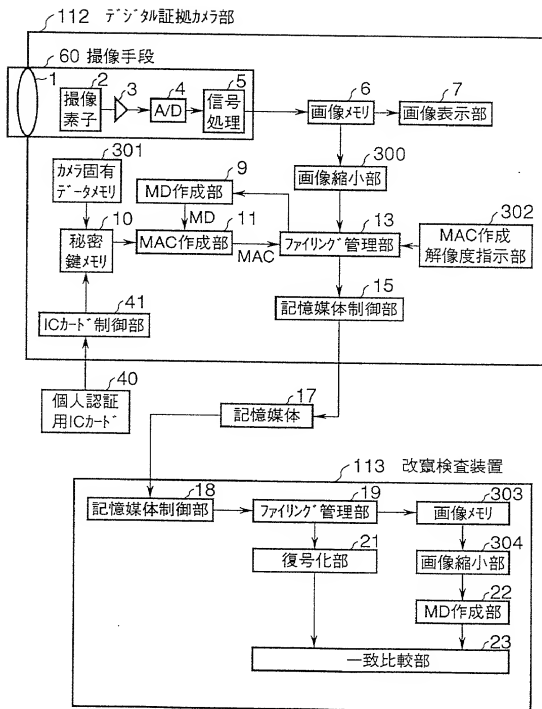 112 デジタル証拠カメラ部
60 撮像手段
1
2
撮像
素子
3
4
A/D
5
信号
処理
6
画像メモリ
7
画像表示部
301
カメラ固有
データメモリ
9
MD作成部
300
画像縮小部
MD
10
秘密
鍵メモリ
11
MAC作成部
MAC
13
ファイリング管理部
302
MAC作成
解像度指示部
41
ICカード制御部
15
記憶媒体制御部
40
個人認証
用ICカード
17
記憶媒体
113 改竄検査装置
18
記憶媒体制御部
19
ファイリング管理部
303
画像メモリ
21
復号化部
304
画像縮小部
22
MD作成部
23
一致比較部